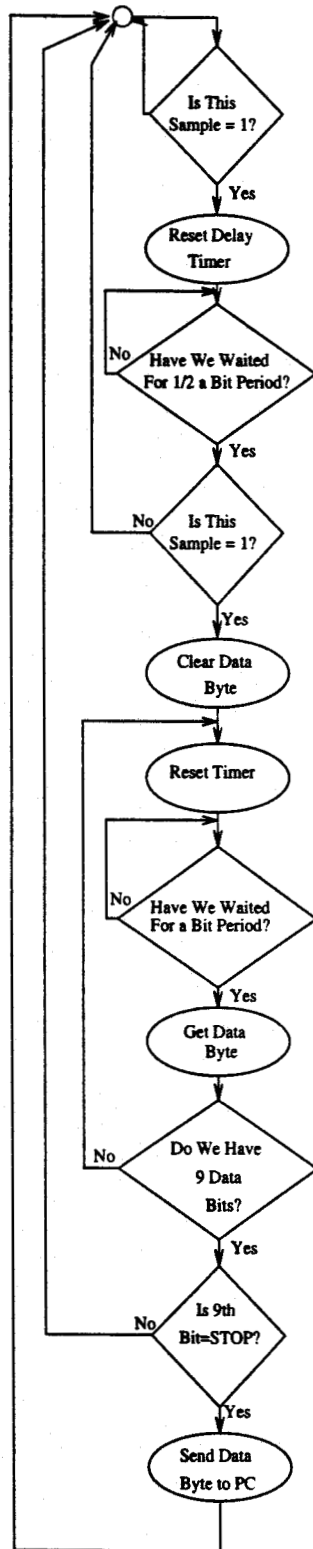 Is This
Sample = 1?
Yes
Reset Delay
Timer
No
Have We Waited
For 1/2 a Bit Period?
Yes
No
Is This
Sample = 1?
Yes
Clear Data
Byte
Reset Timer
No
Have We Waited
For a Bit Period?
Yes
Get Data
Byte
No
Do We Have
9 Data
Bits?
Yes
No
Is 9th
Bit=STOP?
Yes
Send Data
Byte to PC